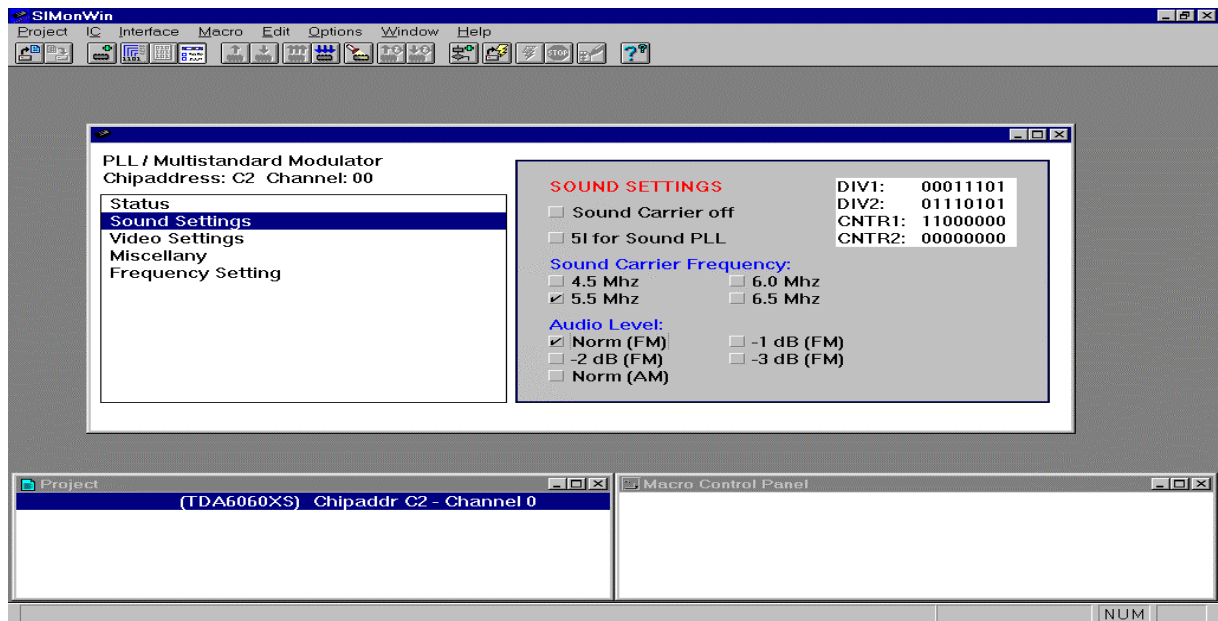 SIMonWin
Project IC Interface Macro Edit Options Window Help
PLL / Multistandard Modulator
Chipaddress: C2 Channel: 00
Status
Sound Settings
Video Settings
Miscellany
Frequency Setting
SOUND SETTINGS
Sound Carrier off
5I for Sound PLL
DIV1: 00011101
DIV2: 01110101
CNTR1: 11000000
CNTR2: 00000000
Sound Carrier Frequency:
4.5 Mhz 6.0 Mhz
5.5 Mhz 6.5 Mhz
Audio Level:
Norm (FM) -1 dB (FM)
-2 dB (FM) -3 dB (FM)
Norm (AM)
Project
(TDA6060XS) Chipaddr C2 - Channel 0
Macro Control Panel
NUM